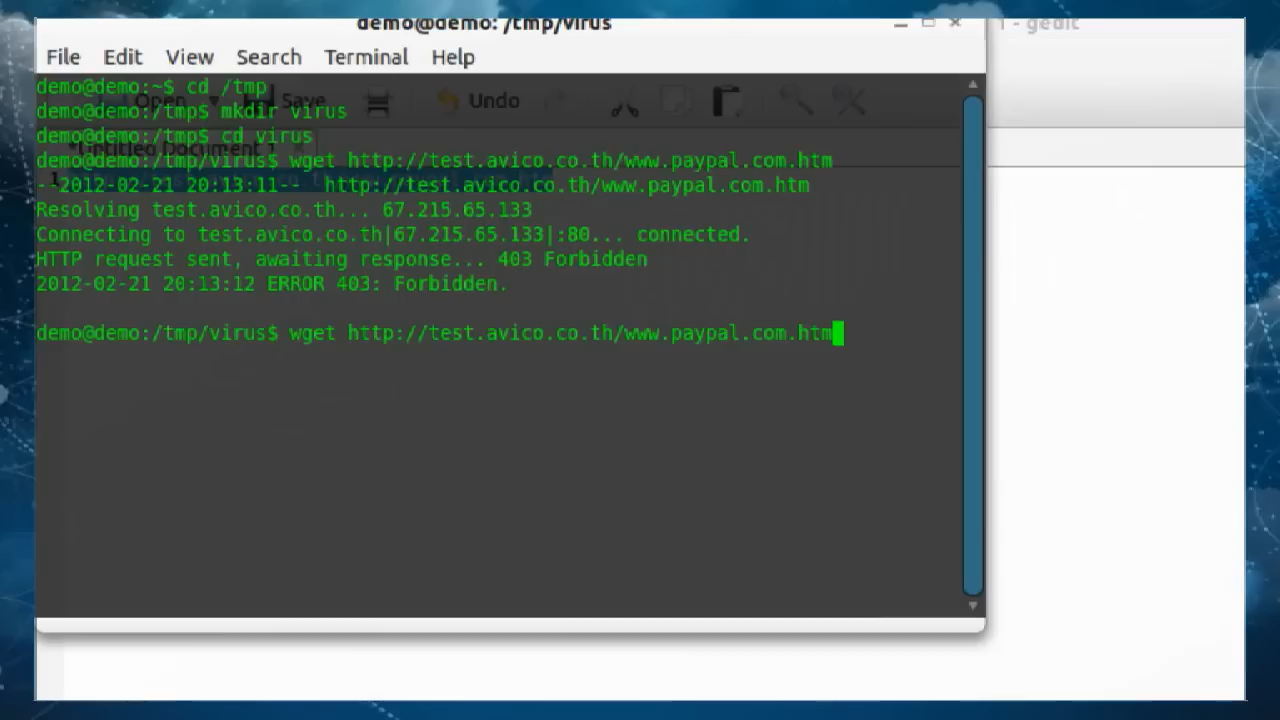 demo@demo: /tmp/virus
1 - gedit
File Edit View Search Terminal Help
Open Save Undo
demo@demo:~$ cd /tmp
demo@demo:/tmp$ mkdir virus
demo@demo:/tmp$ cd virus
*Untitled Document 1
demo@demo:/tmp/virus$ wget http://test.avico.co.th/www.paypal.com.htm
1
--2012-02-21 20:13:11-- http://test.avico.co.th/www.paypal.com.htm
Resolving test.avico.co.th... 67.215.65.133
Connecting to test.avico.co.th|67.215.65.133|:80... connected.
HTTP request sent, awaiting response... 403 Forbidden
2012-02-21 20:13:12 ERROR 403: Forbidden.
demo@demo:/tmp/virus$ wget http://test.avico.co.th/www.paypal.com.htm